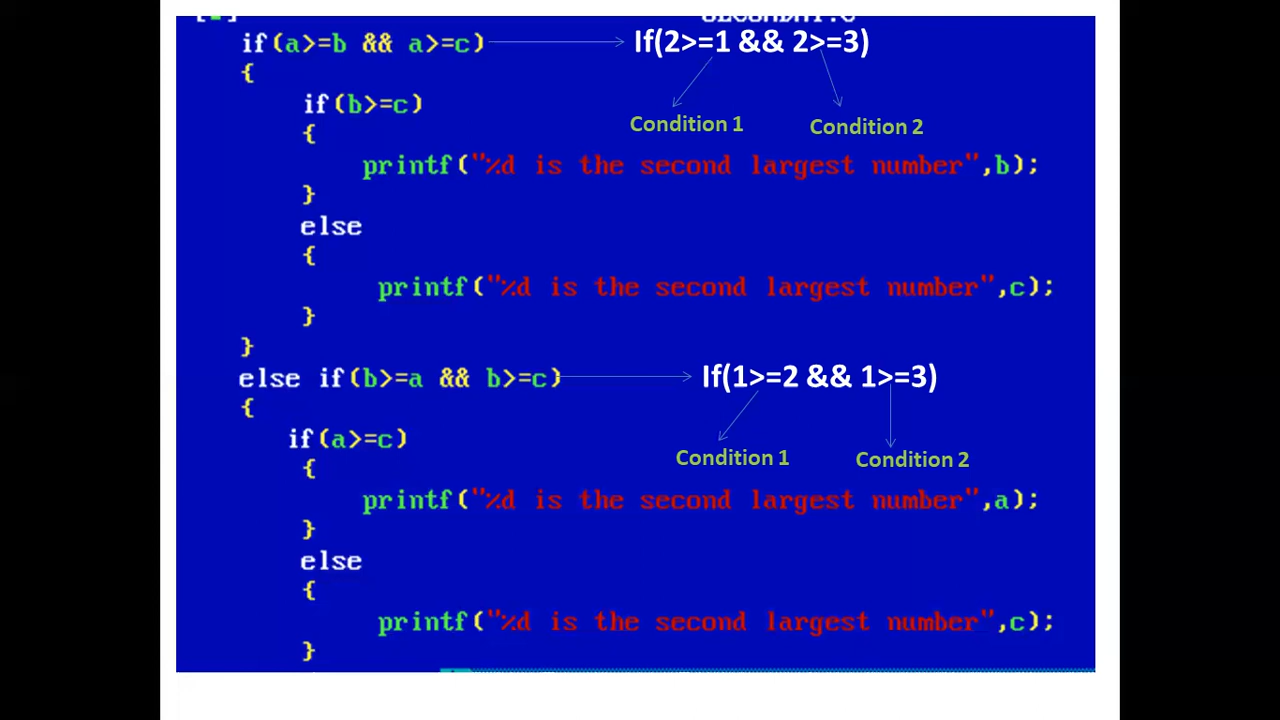 if(a>=b && a>=c) If(2>=1 && 2>=3)
{
if(b>=c)
Condition 1 Condition 2
{
printf("%d is the second largest number",b);
}
else
{
printf("%d is the second largest number",c);
}
}
else if(b>=a && b>=c) If(1>=2 && 1>=3)
{
if(a>=c)
Condition 1 Condition 2
{
printf("%d is the second largest number",a);
}
else
{
printf("%d is the second largest number",c);
}